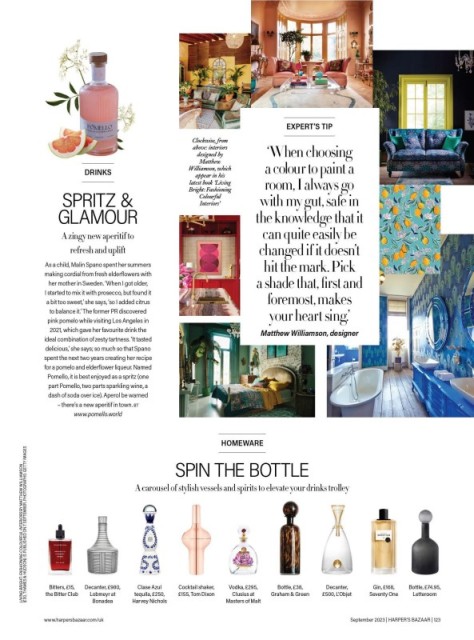 POMELLO
DRINKS
SPRITZ &
GLAMOUR
A zingy new aperitif to
refresh and uplift
As a child, Malin Spano spent her summers
making cordial from fresh elderflowers with
her mother in Sweden. 'When I got older,
I started to mix it with prosecco, but found it
a bit too sweet,' she says, 'so I added citrus
to balance it.' The former PR discovered
pink pomelo while visiting Los Angeles in
2021, which gave her favourite drink the
ideal combination of zesty tartness. 'It tasted
delicious,' she says; so much so that Spano
spent the next two years creating her recipe
for a pomelo and elderflower liqueur. Named
Pomello, it is best enjoyed as a spritz (one
part Pomello, two parts sparkling wine, a
dash of soda over ice). Aperol be warned
– there's a new aperitif in town.
www.pomello.world
Clockwise, from
above: interiors
designed by
Matthew
Williamson, which
appear in his
latest book 'Living
Bright: Fashioning
Colourful
Interiors'
EXPERT'S TIP
'When choosing
a colour to paint a
room, I always go
with my gut, safe in
the knowledge that it
can quite easily be
changed if it doesn't
hit the mark. Pick
a shade that, first and
foremost, makes
your heart sing'
Matthew Williamson, designer
HOMEWARE
SPIN THE BOTTLE
A carousel of stylish vessels and spirits to elevate your drinks trolley
Bitters, £15,
the Bitter Club
Decanter, £980,
Lobmeyr at
Bonadea
Clase Azul
tequila, £256,
Harvey Nichols
Cocktail shaker,
£155, Tom Dixon
Vodka, £295,
Clusius at
Masters of Malt
Bottle, £38,
Graham & Green
Decanter,
£500, L'Objet
Gin, £168,
Seventy One
Bottle, £74.95,
Lattoroom
www.harpersbazaar.com/uk
September 2023 | HARPER'S BAZAAR | 123